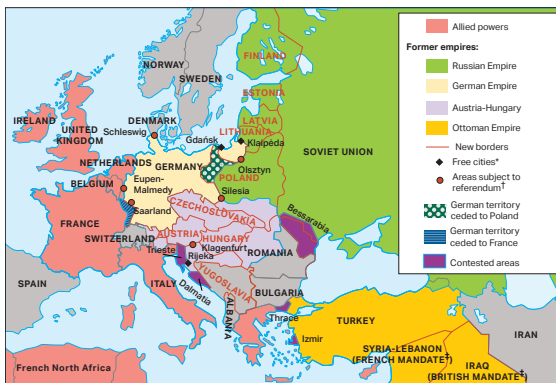 NORWAY
SWEDEN
FINLAND
ESTONIA
LATVIA
LITHUANIA
DENMARK
Schleswig
Gdańsk
Klaipėda
Olsztyn
IRELAND
UNITED
KINGDOM
NETHERLANDS
BELGIUM
Eupen-
Malmedy
GERMANY
POLAND
SOVIET UNION
Silesia
Saarland
FRANCE
CZECHOSLOVAKIA
Bessarabia
SWITZERLAND
AUSTRIA
HUNGARY
Klagenfurt
ROMANIA
Trieste
Rijeka
YUGOSLAVIA
SPAIN
ITALY
Dalmatia
BULGARIA
ALBANIA
Thrace
Izmir
TURKEY
IRAN
SYRIA-LEBANON
(FRENCH MANDATE‡)
IRAQ
(BRITISH MANDATE‡)
French North Africa
Allied powers
Former empires:
Russian Empire
German Empire
Austria-Hungary
Ottoman Empire
New borders
Free cities*
Areas subject to
referendum†
German territory
ceded to Poland
German territory
ceded to France
Contested areas